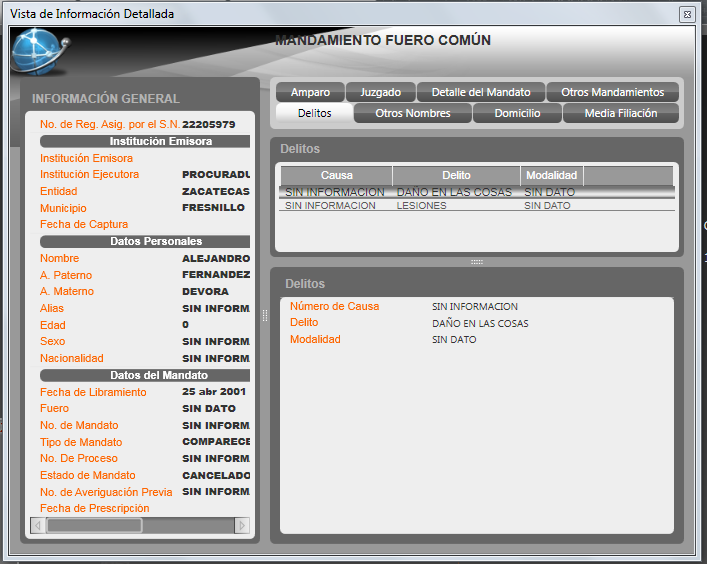 Vista de Información Detallada
MANDAMIENTO FUERO COMÚN
INFORMACIÓN GENERAL
No. de Reg. Asig. por el S.N. 22205979
Institución Emisora
Institución Emisora
Institución Ejecutora PROCURADU
Entidad ZACATECAS
Municipio FRESNILLO
Fecha de Captura
Datos Personales
Nombre ALEJANDRO
A. Paterno FERNANDEZ
A. Materno DEVORA
Alias SIN INFORM
Edad 0
Sexo SIN INFORM
Nacionalidad SIN INFORM
Datos del Mandato
Fecha de Libramiento 25 abr 2001
Fuero SIN DATO
No. de Mandato SIN INFORM
Tipo de Mandato COMPARECE
No. De Proceso SIN INFORM
Estado de Mandato CANCELADO
No. de Averiguación Previa SIN INFORM
Fecha de Prescripción
Amparo Juzgado Detalle del Mandato Otros Mandamientos
Delitos Otros Nombres Domicilio Media Filiación
Delitos
Causa Delito Modalidad
SIN INFORMACION DAÑO EN LAS COSAS SIN DATO
SIN INFORMACION LESIONES SIN DATO
Delitos
Número de Causa SIN INFORMACION
Delito DAÑO EN LAS COSAS
Modalidad SIN DATO